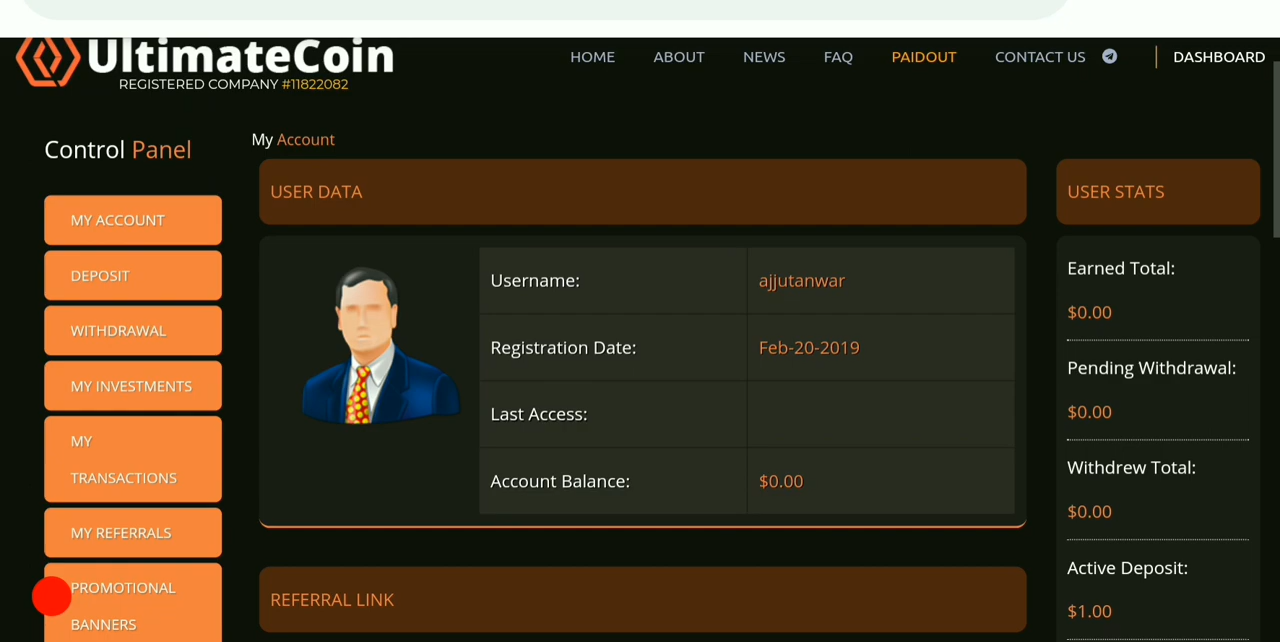 UltimateCoin
REGISTERED COMPANY #11822082
HOME ABOUT NEWS FAQ PAIDOUT CONTACT US DASHBOARD
Control Panel
MY ACCOUNT
DEPOSIT
WITHDRAWAL
MY INVESTMENTS
MY
TRANSACTIONS
MY REFERRALS
PROMOTIONAL
BANNERS
My Account
USER DATA
Username: ajjutanwar
Registration Date: Feb-20-2019
Last Access:
Account Balance: $0.00
REFERRAL LINK
USER STATS
Earned Total:
$0.00
Pending Withdrawal:
$0.00
Withdrew Total:
$0.00
Active Deposit:
$1.00